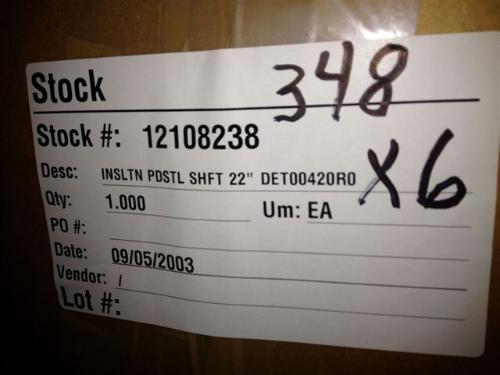 Stock 348
Stock #: 12108238
Desc: INSLTN PDSTL SHFT 22" DET00420R0 X6
Qty: 1.000 Um: EA
PO #:
Date: 09/05/2003
Vendor: /
Lot #: